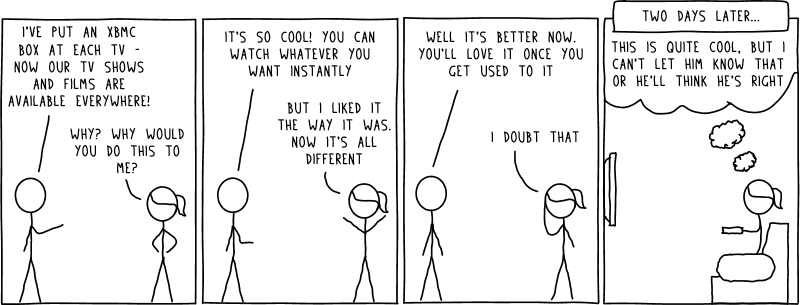 I'VE PUT AN XBMC
BOX AT EACH TV -
NOW OUR TV SHOWS
AND FILMS ARE
AVAILABLE EVERYWHERE!
WHY? WHY WOULD
YOU DO THIS TO
ME?
IT'S SO COOL! YOU CAN
WATCH WHATEVER YOU
WANT INSTANTLY
BUT I LIKED IT
THE WAY IT WAS.
NOW IT'S ALL
DIFFERENT
WELL IT'S BETTER NOW.
YOU'LL LOVE IT ONCE YOU
GET USED TO IT
I DOUBT THAT
TWO DAYS LATER...
THIS IS QUITE COOL, BUT I
CAN'T LET HIM KNOW THAT
OR HE'LL THINK HE'S RIGHT